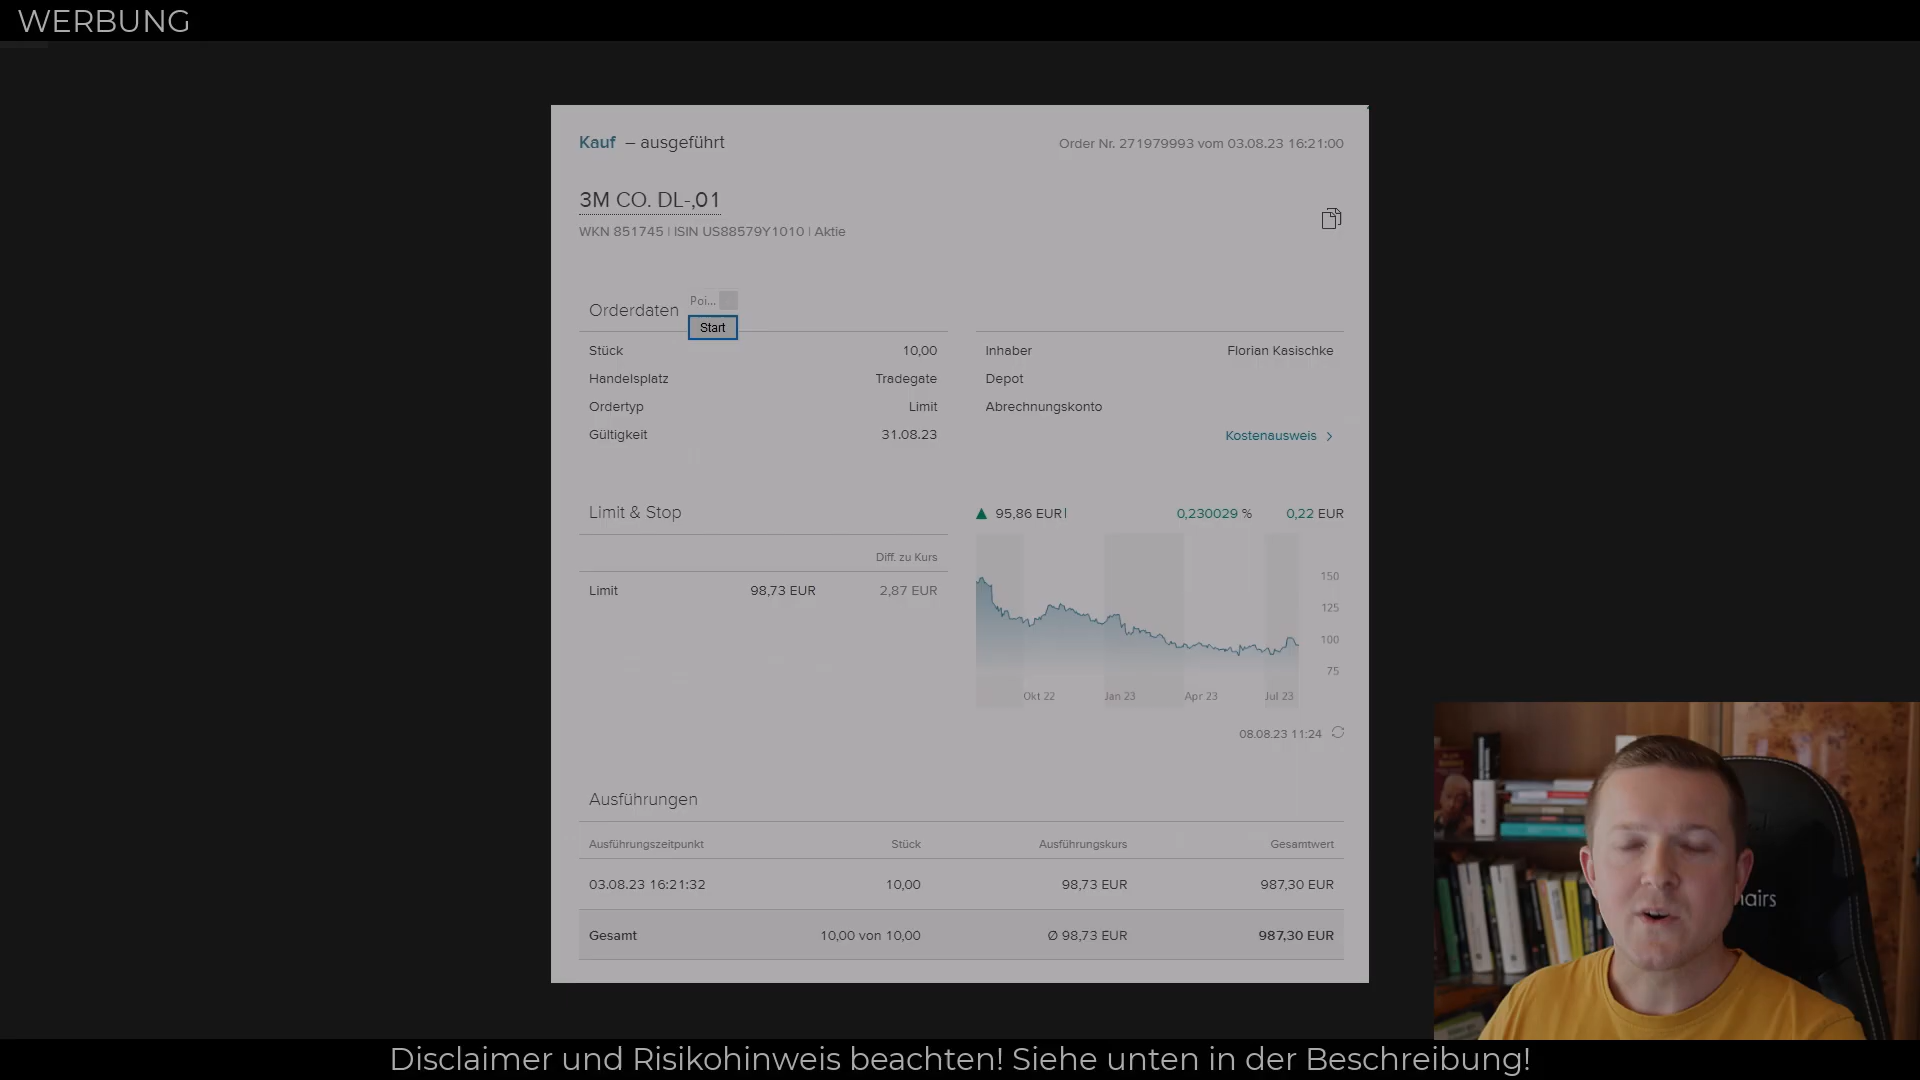 WERBUNG
Kauf – ausgeführt
Order Nr. 271979993 vom 03.08.23 16:21:00
3M CO. DL-,01
WKN 851745 | ISIN US88579Y1010 | Aktie
Orderdaten
Poi...
Start
Stück 10,00
Handelsplatz Tradegate
Ordertyp Limit
Gültigkeit 31.08.23
Inhaber Florian Kasischke
Depot
Abrechnungskonto
Kostenausweis
Limit & Stop
Diff. zu Kurs
Limit 98,73 EUR 2,87 EUR
95,86 EUR 0,230029 % 0,22 EUR
150
125
100
75
Okt 22 Jan 23 Apr 23 Jul 23
08.08.23 11:24
Ausführungen
Ausführungszeitpunkt Stück Ausführungskurs Gesamtwert
03.08.23 16:21:32 10,00 98,73 EUR 987,30 EUR
Gesamt 10,00 von 10,00 Ø 98,73 EUR 987,30 EUR
hairs
Disclaimer und Risikohinweis beachten! Siehe unten in der Beschreibung!